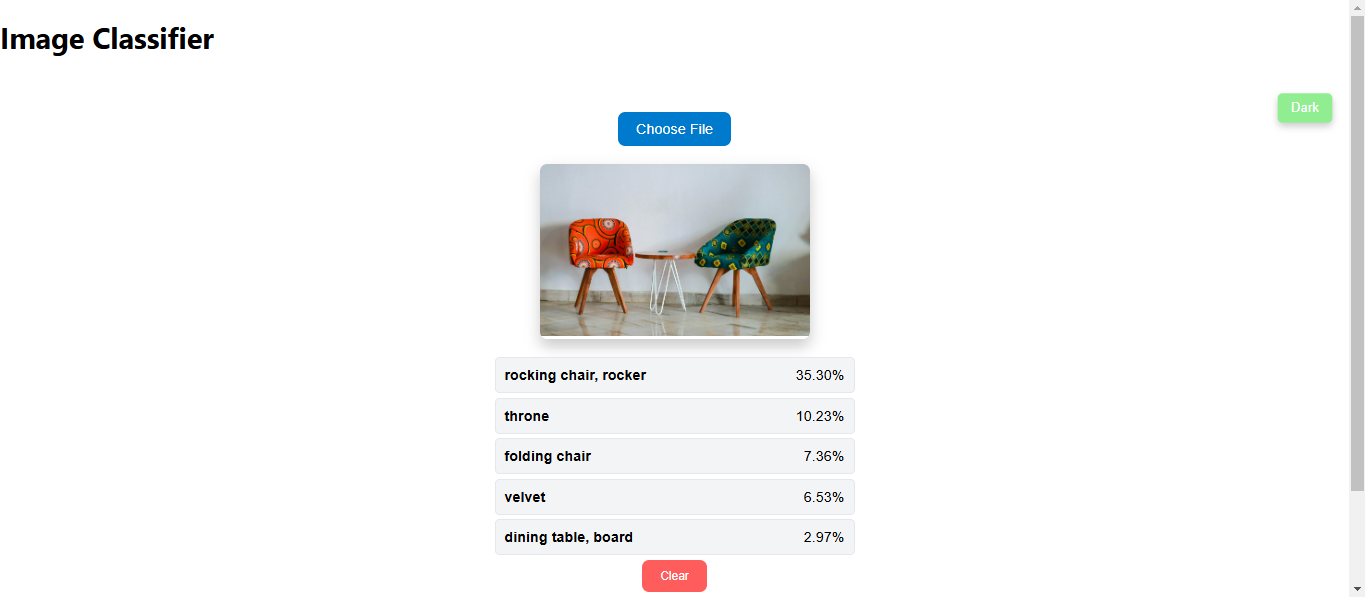 Image Classifier
Dark
Choose File
rocking chair, rocker 35.30%
throne 10.23%
folding chair 7.36%
velvet 6.53%
dining table, board 2.97%
Clear